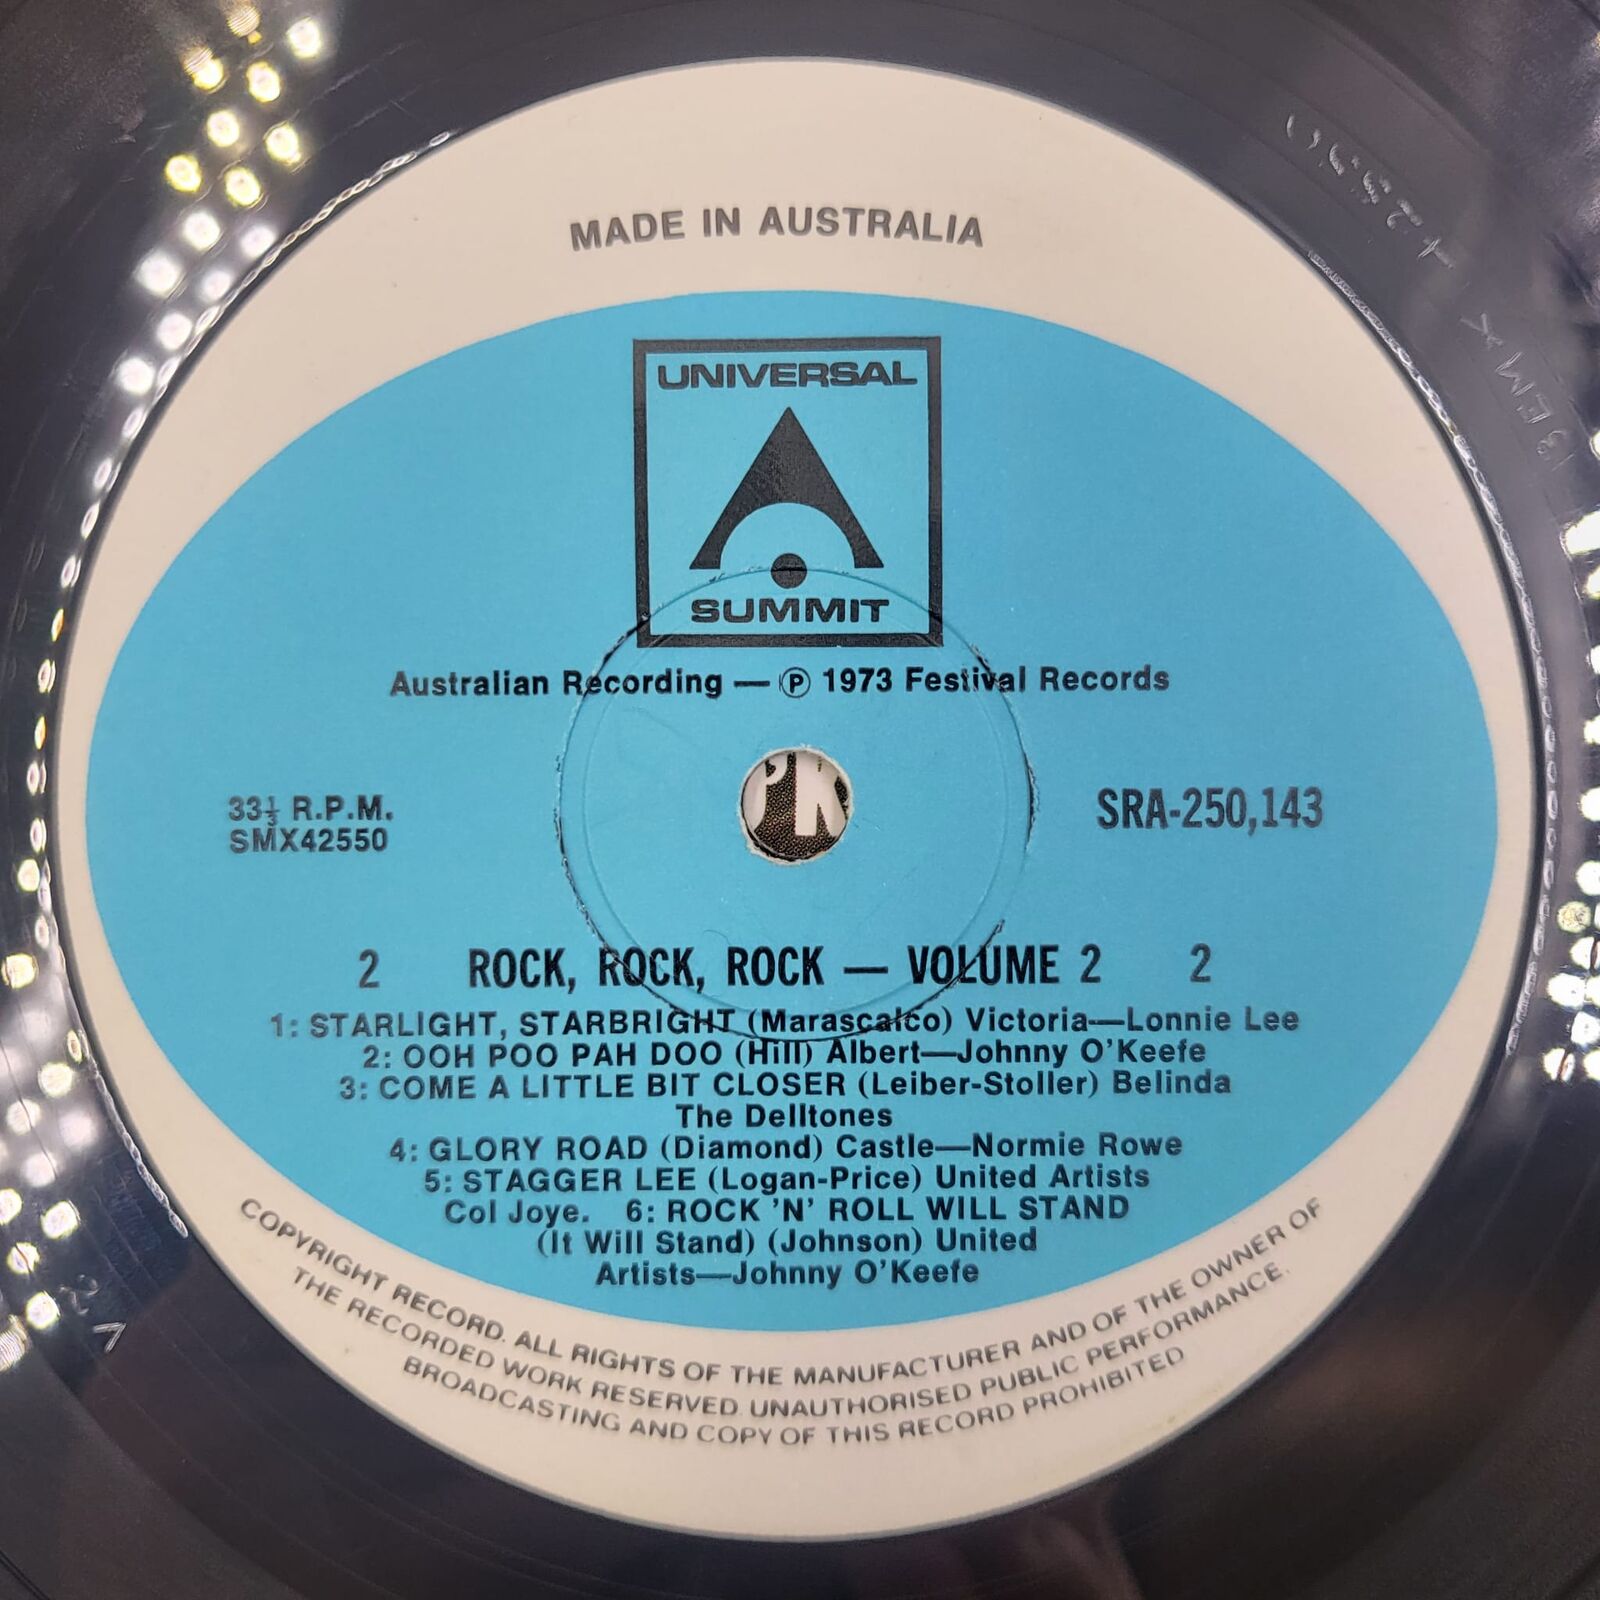 MADE IN AUSTRALIA
UNIVERSAL
SUMMIT
Australian Recording — ℗ 1973 Festival Records
33⅓ R.P.M.
SMX42550
SRA-250,143
2 ROCK, ROCK, ROCK — VOLUME 2 2
1: STARLIGHT, STARBRIGHT (Marascalco) Victoria—Lonnie Lee
2: OOH POO PAH DOO (Hill) Albert—Johnny O'Keefe
3: COME A LITTLE BIT CLOSER (Leiber-Stoller) Belinda
The Delltones
4: GLORY ROAD (Diamond) Castle—Normie Rowe
5: STAGGER LEE (Logan-Price) United Artists
Col Joye. 6: ROCK 'N' ROLL WILL STAND
(It Will Stand) (Johnson) United
Artists—Johnny O'Keefe
COPYRIGHT RECORD. ALL RIGHTS OF THE MANUFACTURER AND OF THE OWNER OF
THE RECORDED WORK RESERVED UNAUTHORISED PUBLIC PERFORMANCE.
BROADCASTING AND COPY OF THIS RECORD PROHIBITED